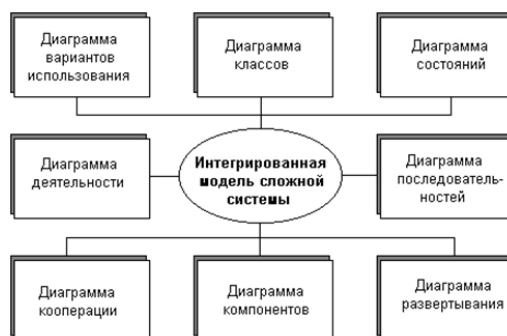 Диаграмма
вариантов
использования
Диаграмма
классов
Диаграмма
состояний
Диаграмма
деятельности
Интегрированная
модель сложной
системы
Диаграмма
последователь-
ностей
Диаграмма
кооперации
Диаграмма
компонентов
Диаграмма
развертывания